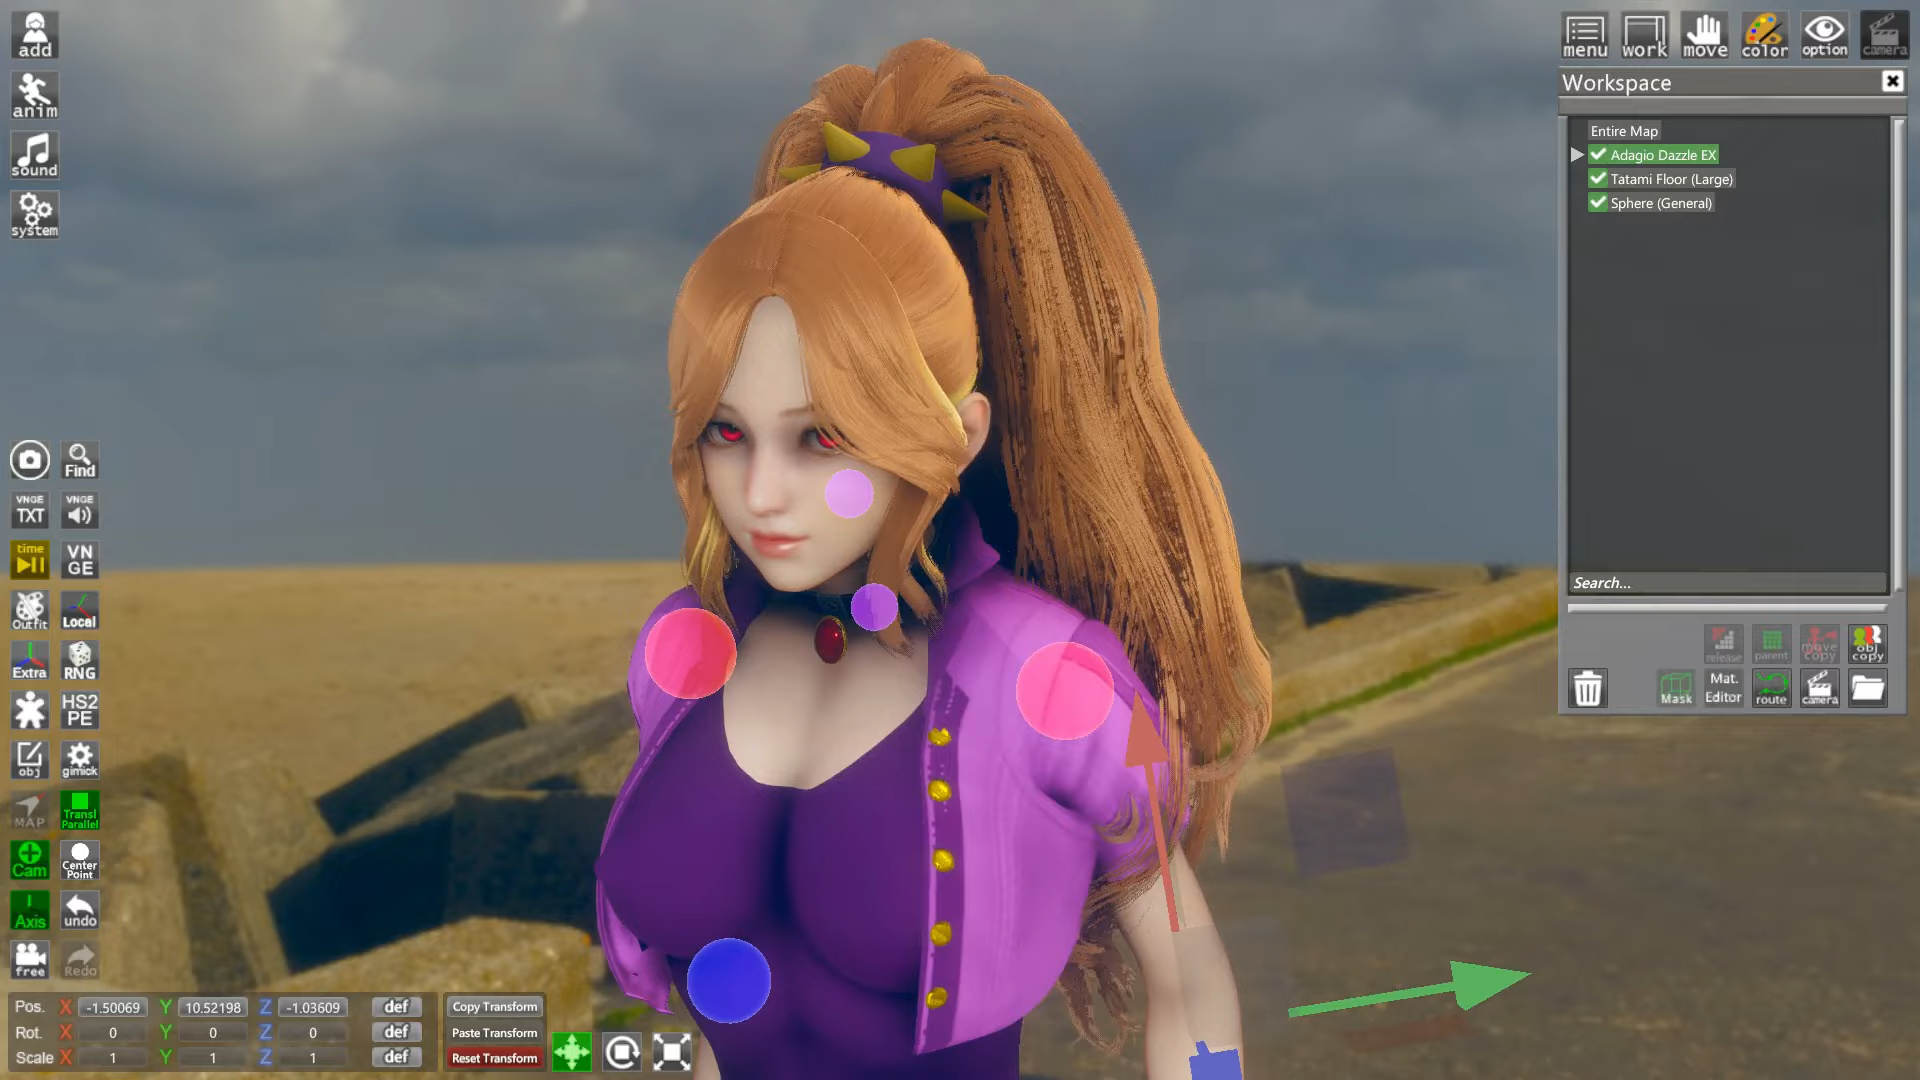 add
anim
sound
system
menu
work
move
color
option
camera
Workspace
Entire Map
Adagio Dazzle EX
Tatami Floor (Large)
Sphere (General)
Search...
release
parent
move copy
obj copy
Mask
Mat. Editor
route
camera
Find
VNGE TXT
VNGE
time
VN GE
Outfit
Local
Extra
RNG
HS2 PE
obj
gimick
MAP
Transl Parallel
Cam
Center Point
Axis
undo
free
Redo
Pos. X -1.50069 Y 10.52198 Z -1.03609 def
Rot. X 0 Y 0 Z 0 def
Scale X 1 Y 1 Z 1 def
Copy Transform
Paste Transform
Reset Transform